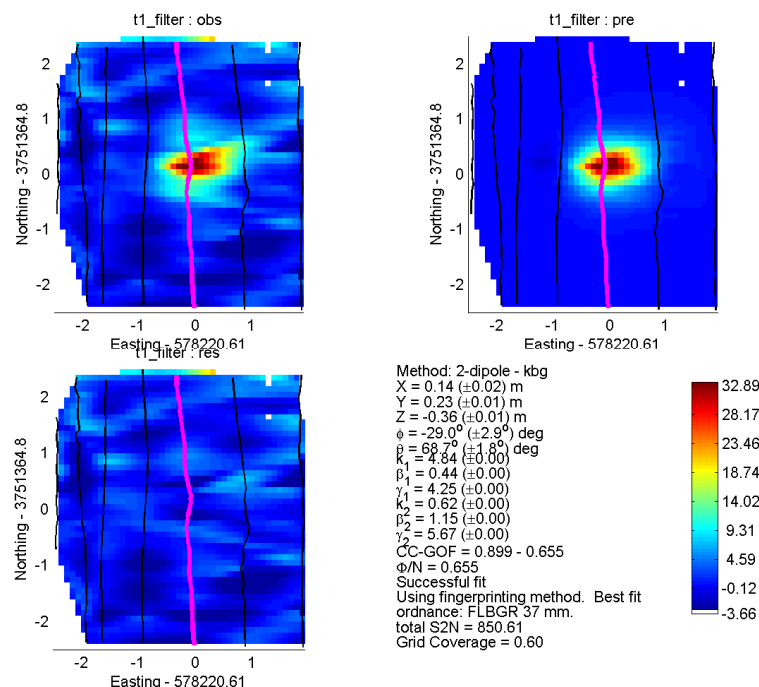 t1_filter : obs
2
1
0
-1
-2
Northing - 3751364.8
-2 -1 0 1
Easting - 578220.61
t1_filter : pre
2
1
0
-1
-2
Northing - 3751364.8
-2 -1 0 1
Easting - 578220.61
t1_filter : res
2
1
0
-1
-2
Northing - 3751364.8
-2 -1 0 1
Easting - 578220.61
Method: 2-dipole - kbg
X = 0.14 (±0.02) m
Y = 0.23 (±0.01) m
Z = -0.36 (±0.01) m
ϕ = -29.0° (±2.9°) deg
θ = 68.7° (±1.8°) deg
k1 = 4.84 (±0.00)
β1 = 0.44 (±0.00)
γ1 = 4.25 (±0.00)
k2 = 0.62 (±0.00)
β2 = 1.15 (±0.00)
γ2 = 5.67 (±0.00)
CC-GOF = 0.899 - 0.655
Φ/N = 0.655
Successful fit
Using fingerprinting method. Best fit
ordnance: FLBGR 37 mm.
total S2N = 850.61
Grid Coverage = 0.60
32.89
28.17
23.46
18.74
14.02
9.31
4.59
-0.12
-3.66